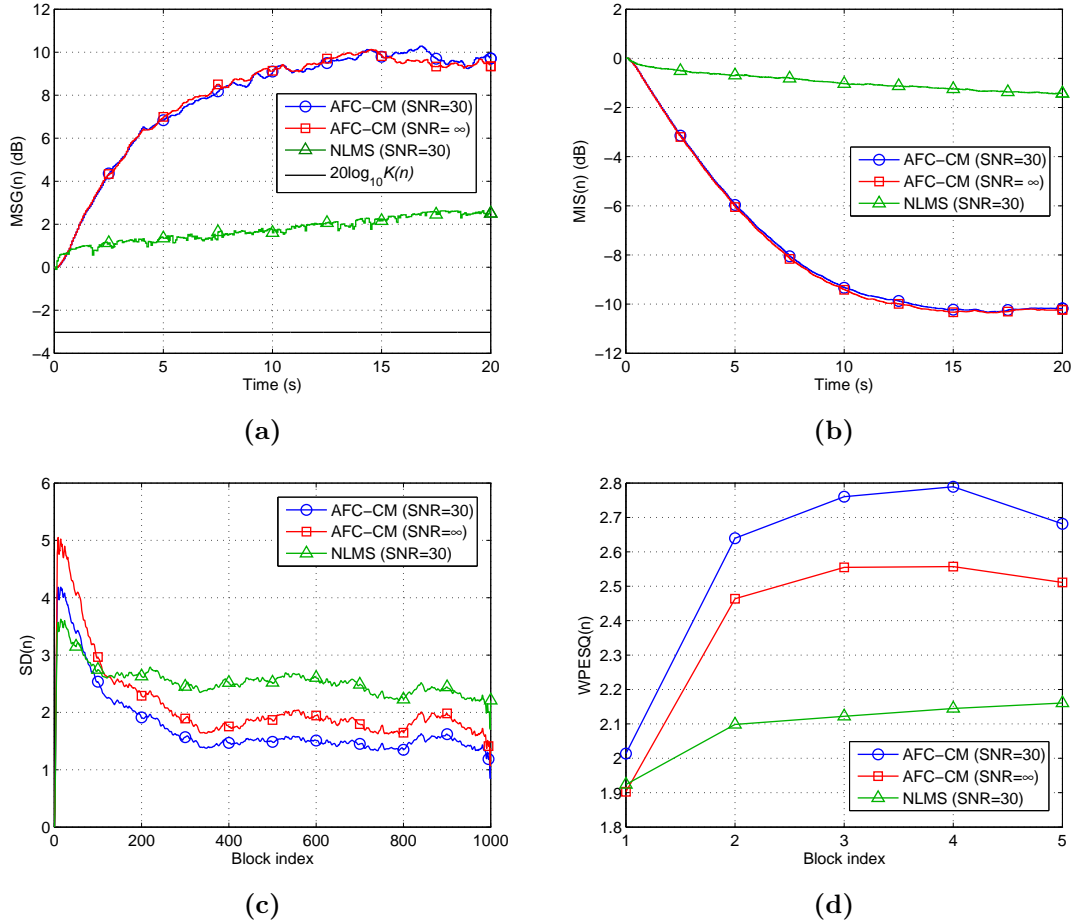 12
10
8
6
4
2
0
−2
−4
MSG(n) (dB)
AFC−CM (SNR=30)
AFC−CM (SNR= ∞)
NLMS (SNR=30)
20log10K(n)
0 5 10 15 20
Time (s)
(a)
2
0
−2
−4
−6
−8
−10
−12
MIS(n) (dB)
AFC−CM (SNR=30)
AFC−CM (SNR= ∞)
NLMS (SNR=30)
0 5 10 15 20
Time (s)
(b)
6
5
4
3
2
1
0
SD(n)
AFC−CM (SNR=30)
AFC−CM (SNR=∞)
NLMS (SNR=30)
0 200 400 600 800 1000
Block index
(c)
2.8
2.7
2.6
2.5
2.4
2.3
2.2
2.1
2
1.9
1.8
WPESQ(n)
AFC−CM (SNR=30)
AFC−CM (SNR=∞)
NLMS (SNR=30)
1 2 3 4 5
Block index
(d)